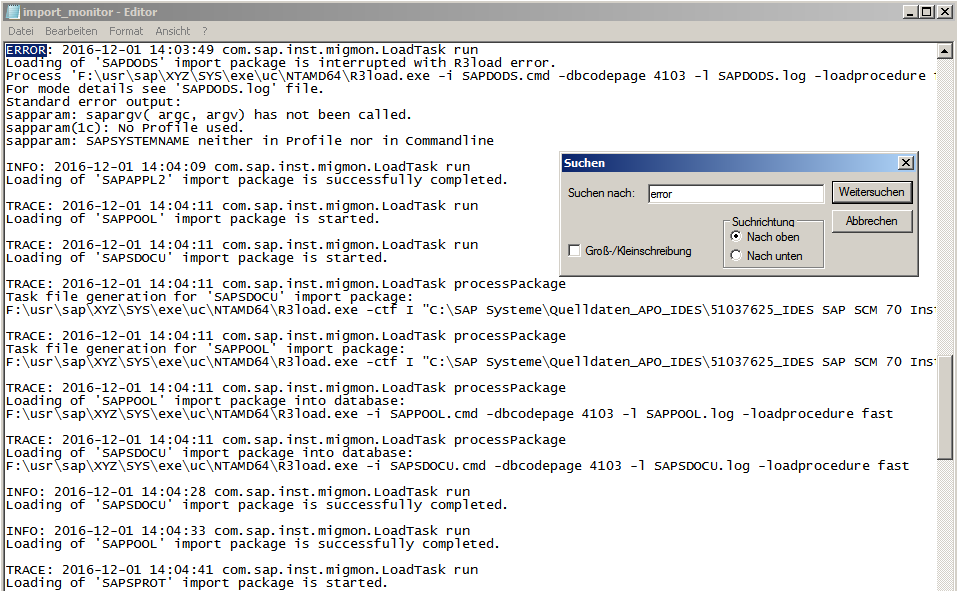 import_monitor - Editor
Datei Bearbeiten Format Ansicht ?
ERROR: 2016-12-01 14:03:49 com.sap.inst.migmon.LoadTask run
Loading of 'SAPDODS' import package is interrupted with R3load error.
Process 'F:\usr\sap\XYZ\SYS\exe\uc\NTAMD64\R3load.exe -i SAPDODS.cmd -dbcodepage 4103 -l SAPDODS.log -loadprocedure
For mode details see 'SAPDODS.log' file.
Standard error output:
sapparam: sapargv( argc, argv) has not been called.
sapparam(1c): No Profile used.
sapparam: SAPSYSTEMNAME neither in Profile nor in Commandline
INFO: 2016-12-01 14:04:09 com.sap.inst.migmon.LoadTask run
Loading of 'SAPAPPL2' import package is successfully completed.
TRACE: 2016-12-01 14:04:11 com.sap.inst.migmon.LoadTask run
Loading of 'SAPPOOL' import package is started.
TRACE: 2016-12-01 14:04:11 com.sap.inst.migmon.LoadTask run
Loading of 'SAPSDOCU' import package is started.
TRACE: 2016-12-01 14:04:11 com.sap.inst.migmon.LoadTask processPackage
Task file generation for 'SAPSDOCU' import package:
F:\usr\sap\XYZ\SYS\exe\uc\NTAMD64\R3load.exe -ctf I "C:\SAP Systeme\Quelldaten_APO_IDES\51037625_IDES SAP SCM 70 Ins
TRACE: 2016-12-01 14:04:11 com.sap.inst.migmon.LoadTask processPackage
Task file generation for 'SAPPOOL' import package:
F:\usr\sap\XYZ\SYS\exe\uc\NTAMD64\R3load.exe -ctf I "C:\SAP Systeme\Quelldaten_APO_IDES\51037625_IDES SAP SCM 70 Ins
TRACE: 2016-12-01 14:04:11 com.sap.inst.migmon.LoadTask processPackage
Loading of 'SAPPOOL' import package into database:
F:\usr\sap\XYZ\SYS\exe\uc\NTAMD64\R3load.exe -i SAPPOOL.cmd -dbcodepage 4103 -l SAPPOOL.log -loadprocedure fast
TRACE: 2016-12-01 14:04:11 com.sap.inst.migmon.LoadTask processPackage
Loading of 'SAPSDOCU' import package into database:
F:\usr\sap\XYZ\SYS\exe\uc\NTAMD64\R3load.exe -i SAPSDOCU.cmd -dbcodepage 4103 -l SAPSDOCU.log -loadprocedure fast
INFO: 2016-12-01 14:04:28 com.sap.inst.migmon.LoadTask run
Loading of 'SAPSDOCU' import package is successfully completed.
INFO: 2016-12-01 14:04:33 com.sap.inst.migmon.LoadTask run
Loading of 'SAPPOOL' import package is successfully completed.
TRACE: 2016-12-01 14:04:41 com.sap.inst.migmon.LoadTask run
Loading of 'SAPSPROT' import package is started.
Suchen
Suchen nach: error Weitersuchen
Suchrichtung Abbrechen
Nach oben
Groß-/Kleinschreibung
Nach unten